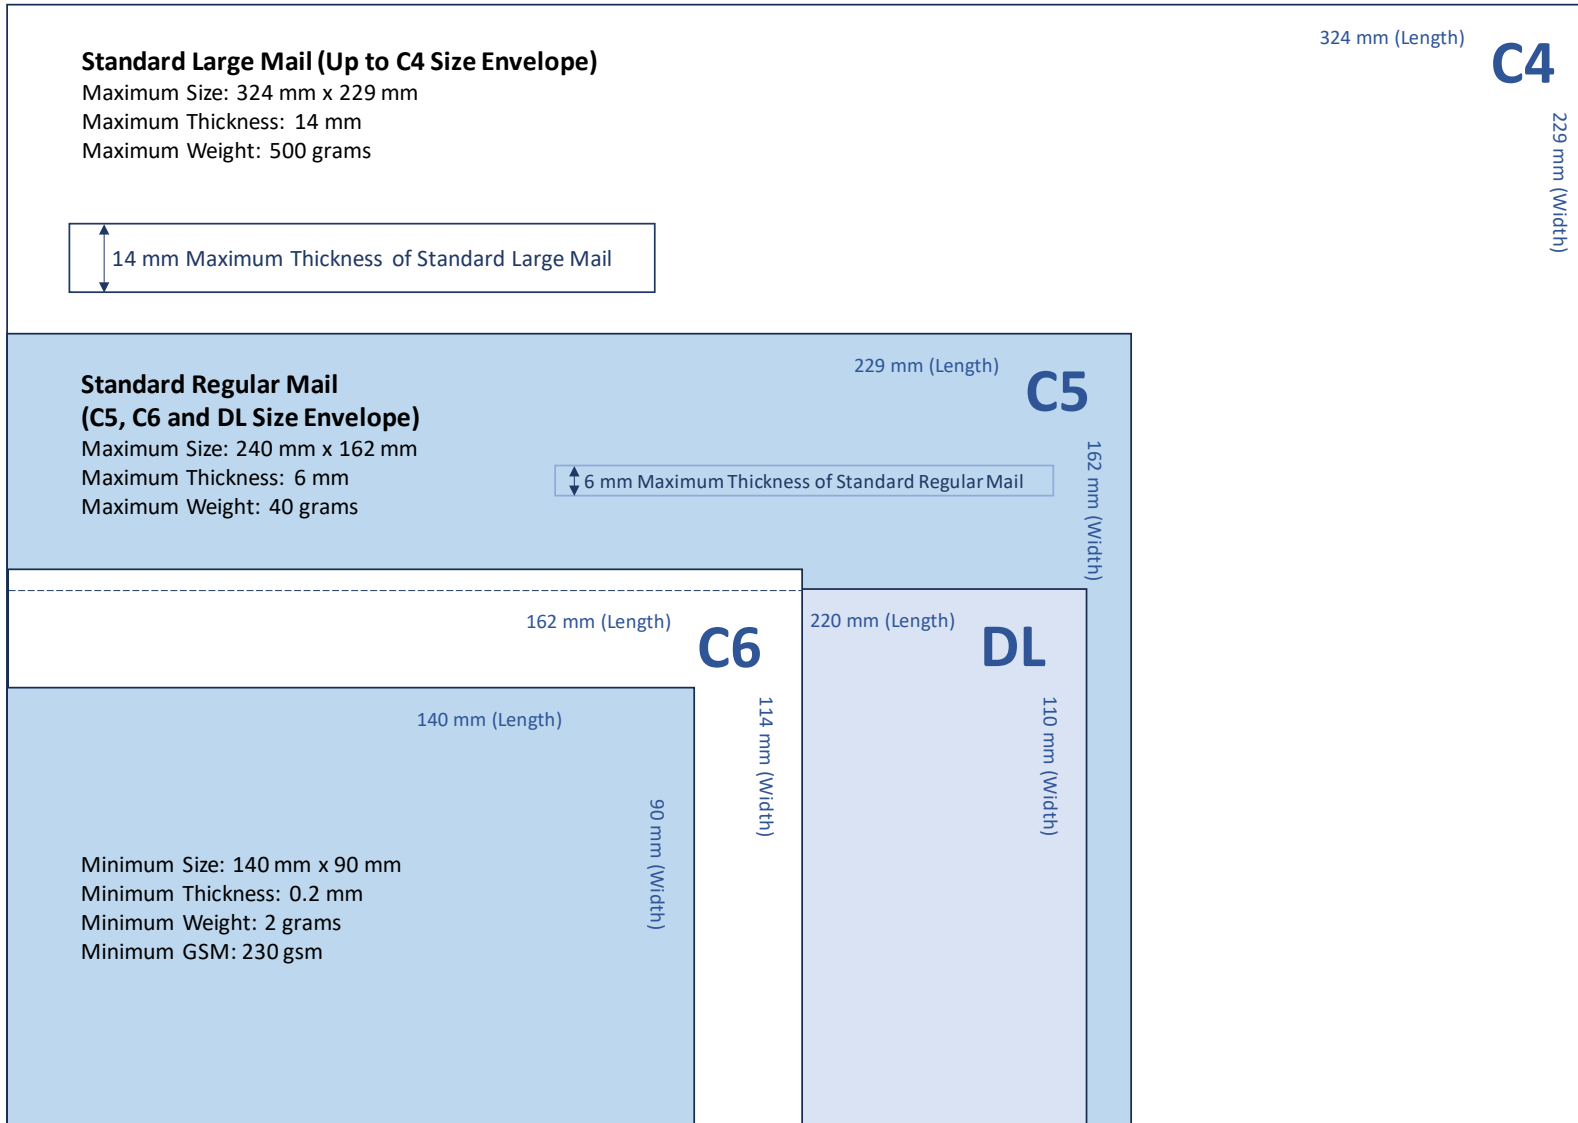 Standard Large Mail (Up to C4 Size Envelope)
Maximum Size: 324 mm x 229 mm
Maximum Thickness: 14 mm
Maximum Weight: 500 grams
324 mm (Length)
C4
229 mm (Width)
14 mm Maximum Thickness of Standard Large Mail
Standard Regular Mail
(C5, C6 and DL Size Envelope)
Maximum Size: 240 mm x 162 mm
Maximum Thickness: 6 mm
Maximum Weight: 40 grams
229 mm (Length)
C5
162 mm (Width)
6 mm Maximum Thickness of Standard Regular Mail
162 mm (Length)
C6
114 mm (Width)
220 mm (Length)
DL
110 mm (Width)
140 mm (Length)
90 mm (Width)
Minimum Size: 140 mm x 90 mm
Minimum Thickness: 0.2 mm
Minimum Weight: 2 grams
Minimum GSM: 230 gsm